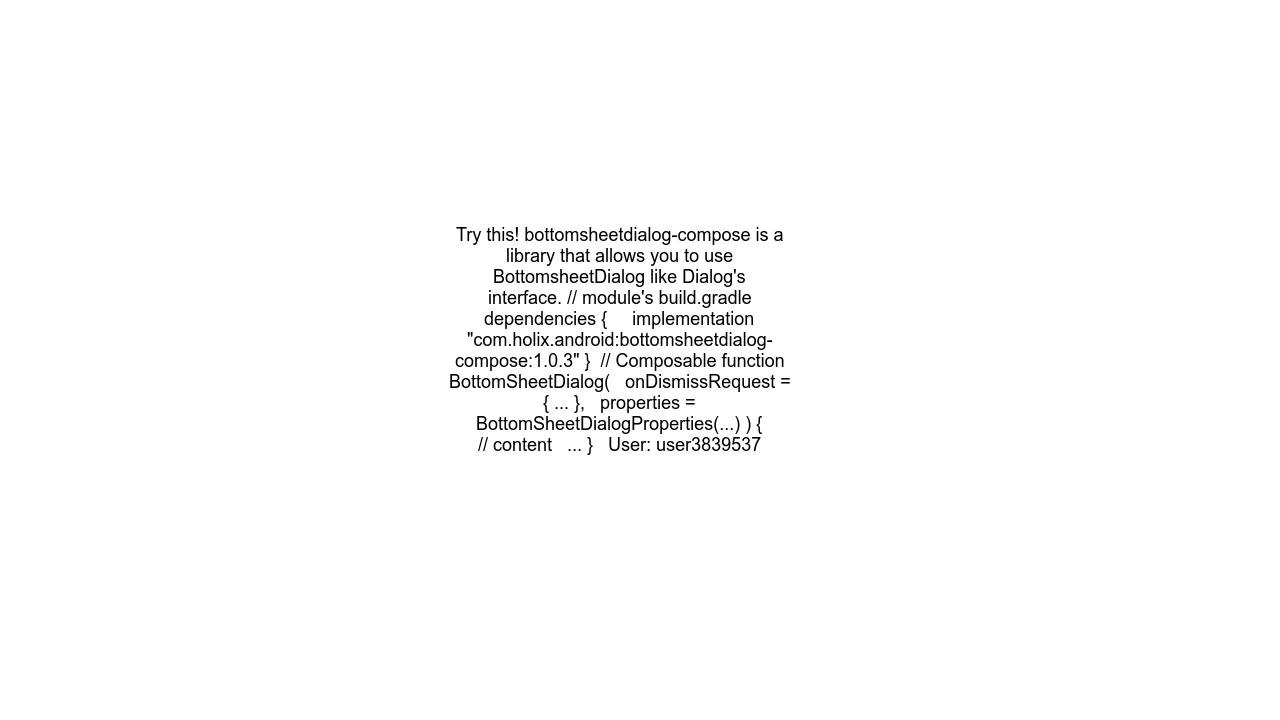 Try this! bottomsheetdialog-compose is a
library that allows you to use
BottomsheetDialog like Dialog's
interface. // module's build.gradle
dependencies {     implementation
"com.holix.android:bottomsheetdialog-
compose:1.0.3" }  // Composable function
BottomSheetDialog(   onDismissRequest =
{ ... },   properties =
BottomSheetDialogProperties(...) ) {
// content   ... }   User: user3839537